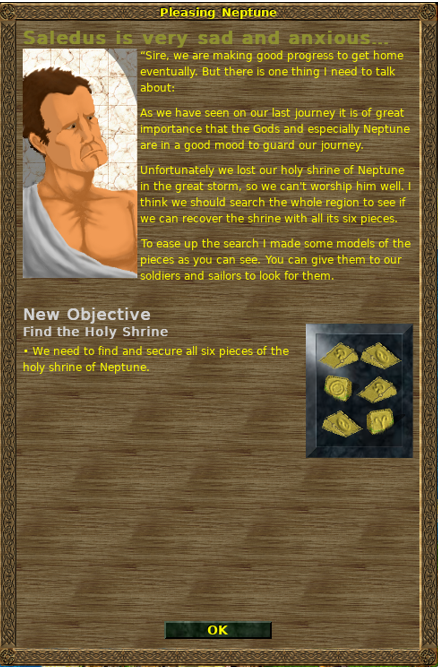 Pleasing Neptune
Saledus is very sad and anxious...
"Sire, we are making good progress to get home
eventually. But there is one thing I need to talk
about:
As we have seen on our last journey it is of great
importance that the Gods and especially Neptune
are in a good mood to guard our journey.
Unfortunately we lost our holy shrine of Neptune
in the great storm, so we can't worship him well. I
think we should search the whole region to see if
we can recover the shrine with all its six pieces.
To ease up the search I made some models of the
pieces as you can see. You can give them to our
soldiers and sailors to look for them.
New Objective
Find the Holy Shrine
• We need to find and secure all six pieces of the
holy shrine of Neptune.
OK